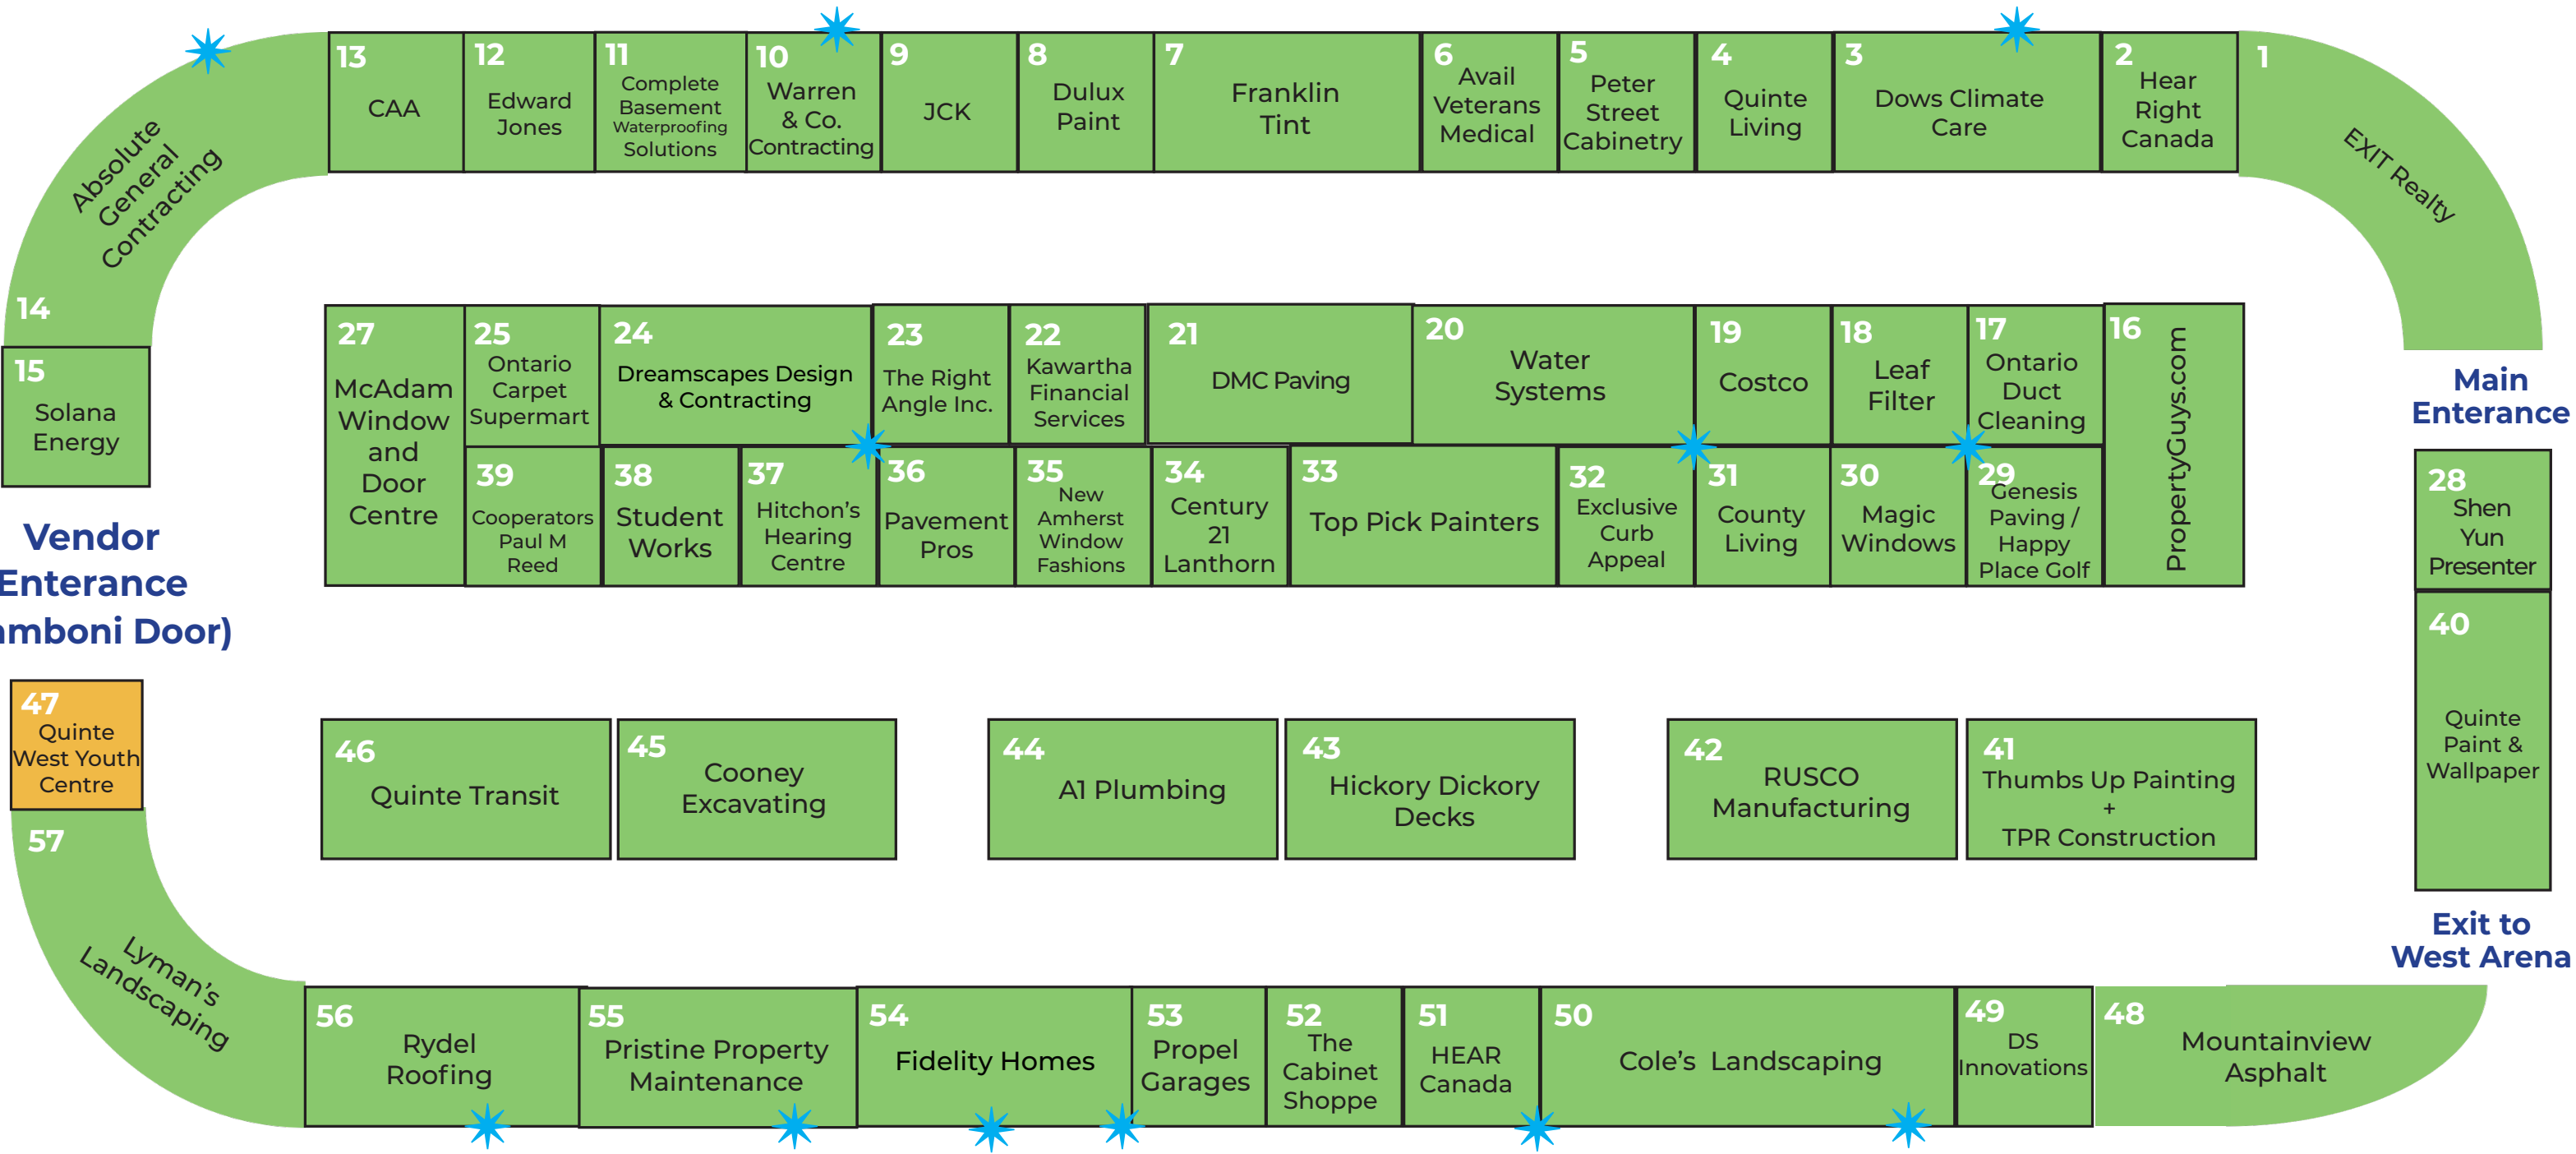 13
CAA
12
Edward
Jones
11
Complete
Basement
Waterproofing
Solutions
10
Warren
& Co.
Contracting
9
JCK
8
Dulux
Paint
7
Franklin
Tint
6
Avail
Veterans
Medical
5
Peter
Street
Cabinetry
4
Quinte
Living
3
Dows Climate
Care
2
Hear
Right
Canada
1
EXIT Realty
Absolute
General
Contracting
14
15
Solana
Energy
27
McAdam
Window
and
Door
Centre
25
Ontario
Carpet
Supermart
24
Dreamscapes Design
& Contracting
23
The Right
Angle Inc.
22
Kawartha
Financial
Services
21
DMC Paving
20
Water
Systems
19
Costco
18
Leaf
Filter
17
Ontario
Duct
Cleaning
16
PropertyGuys.com
Main
Enterance
39
Cooperators
Paul M
Reed
38
Student
Works
37
Hitchon's
Hearing
Centre
36
Pavement
Pros
35
New
Amherst
Window
Fashions
34
Century
21
Lanthorn
33
Top Pick Painters
32
Exclusive
Curb
Appeal
31
County
Living
30
Magic
Windows
29
Genesis
Paving /
Happy
Place Golf
28
Shen
Yun
Presenter
Vendor
Enterance
amboni Door)
40
Quinte
Paint &
Wallpaper
47
Quinte
West Youth
Centre
46
Quinte Transit
45
Cooney
Excavating
44
A1 Plumbing
43
Hickory Dickory
Decks
42
RUSCO
Manufacturing
41
Thumbs Up Painting
+
TPR Construction
57
Lyman's
Landscaping
Exit to
West Arena
56
Rydel
Roofing
55
Pristine Property
Maintenance
54
Fidelity Homes
53
Propel
Garages
52
The
Cabinet
Shoppe
51
HEAR
Canada
50
Cole's Landscaping
49
DS
Innovations
48
Mountainview
Asphalt